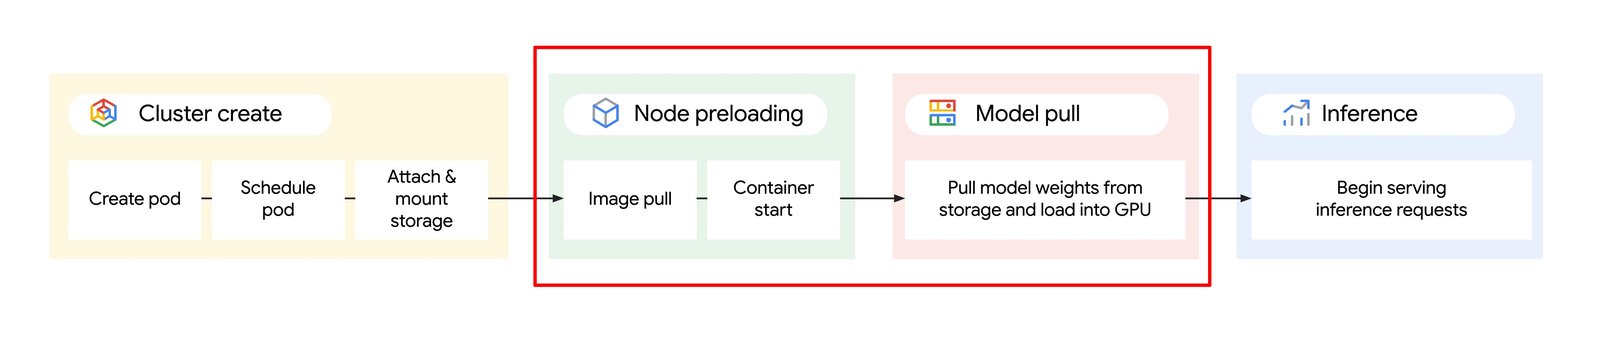 Cluster create
Create pod
Schedule
pod
Attach &
mount
storage
Node preloading
Image pull
Container
start
Model pull
Pull model weights from
storage and load into GPU
Inference
Begin serving
inference requests